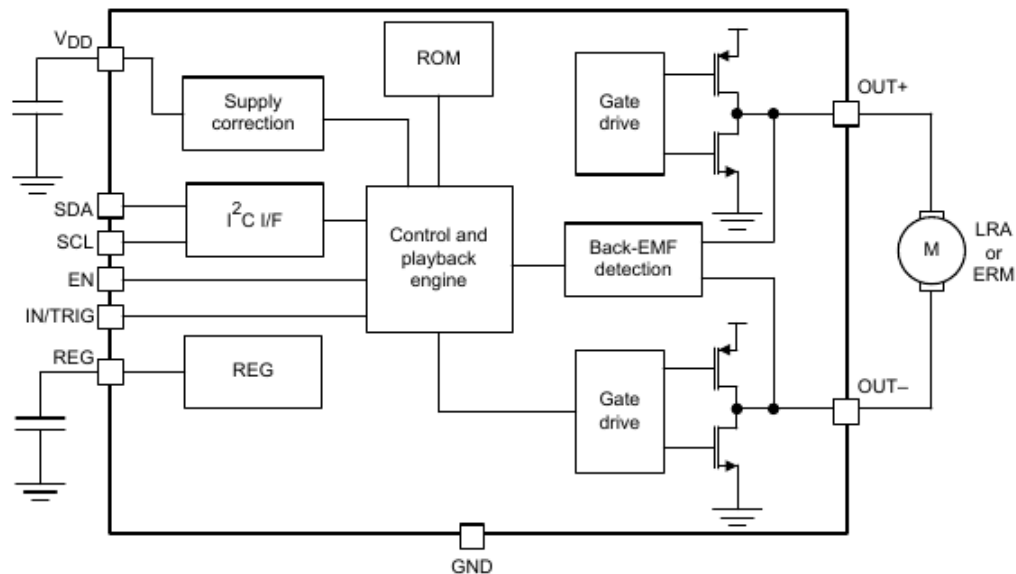 VDD
ROM
Supply
correction
Gate
drive
OUT+
SDA
I2C I/F
SCL
Control and
playback
engine
Back-EMF
detection
M
LRA
or
ERM
EN
IN/TRIG
REG
REG
Gate
drive
OUT–
GND